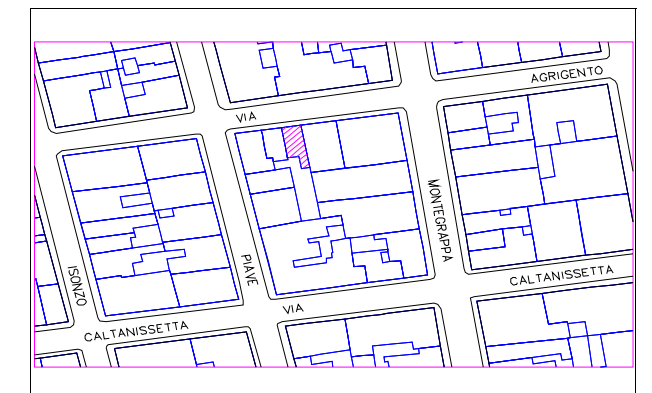 AGRIGENTO
VIA
MONTEGRAPPA
PIAVE
ISONZO
CALTANISSETTA
VIA
CALTANISSETTA